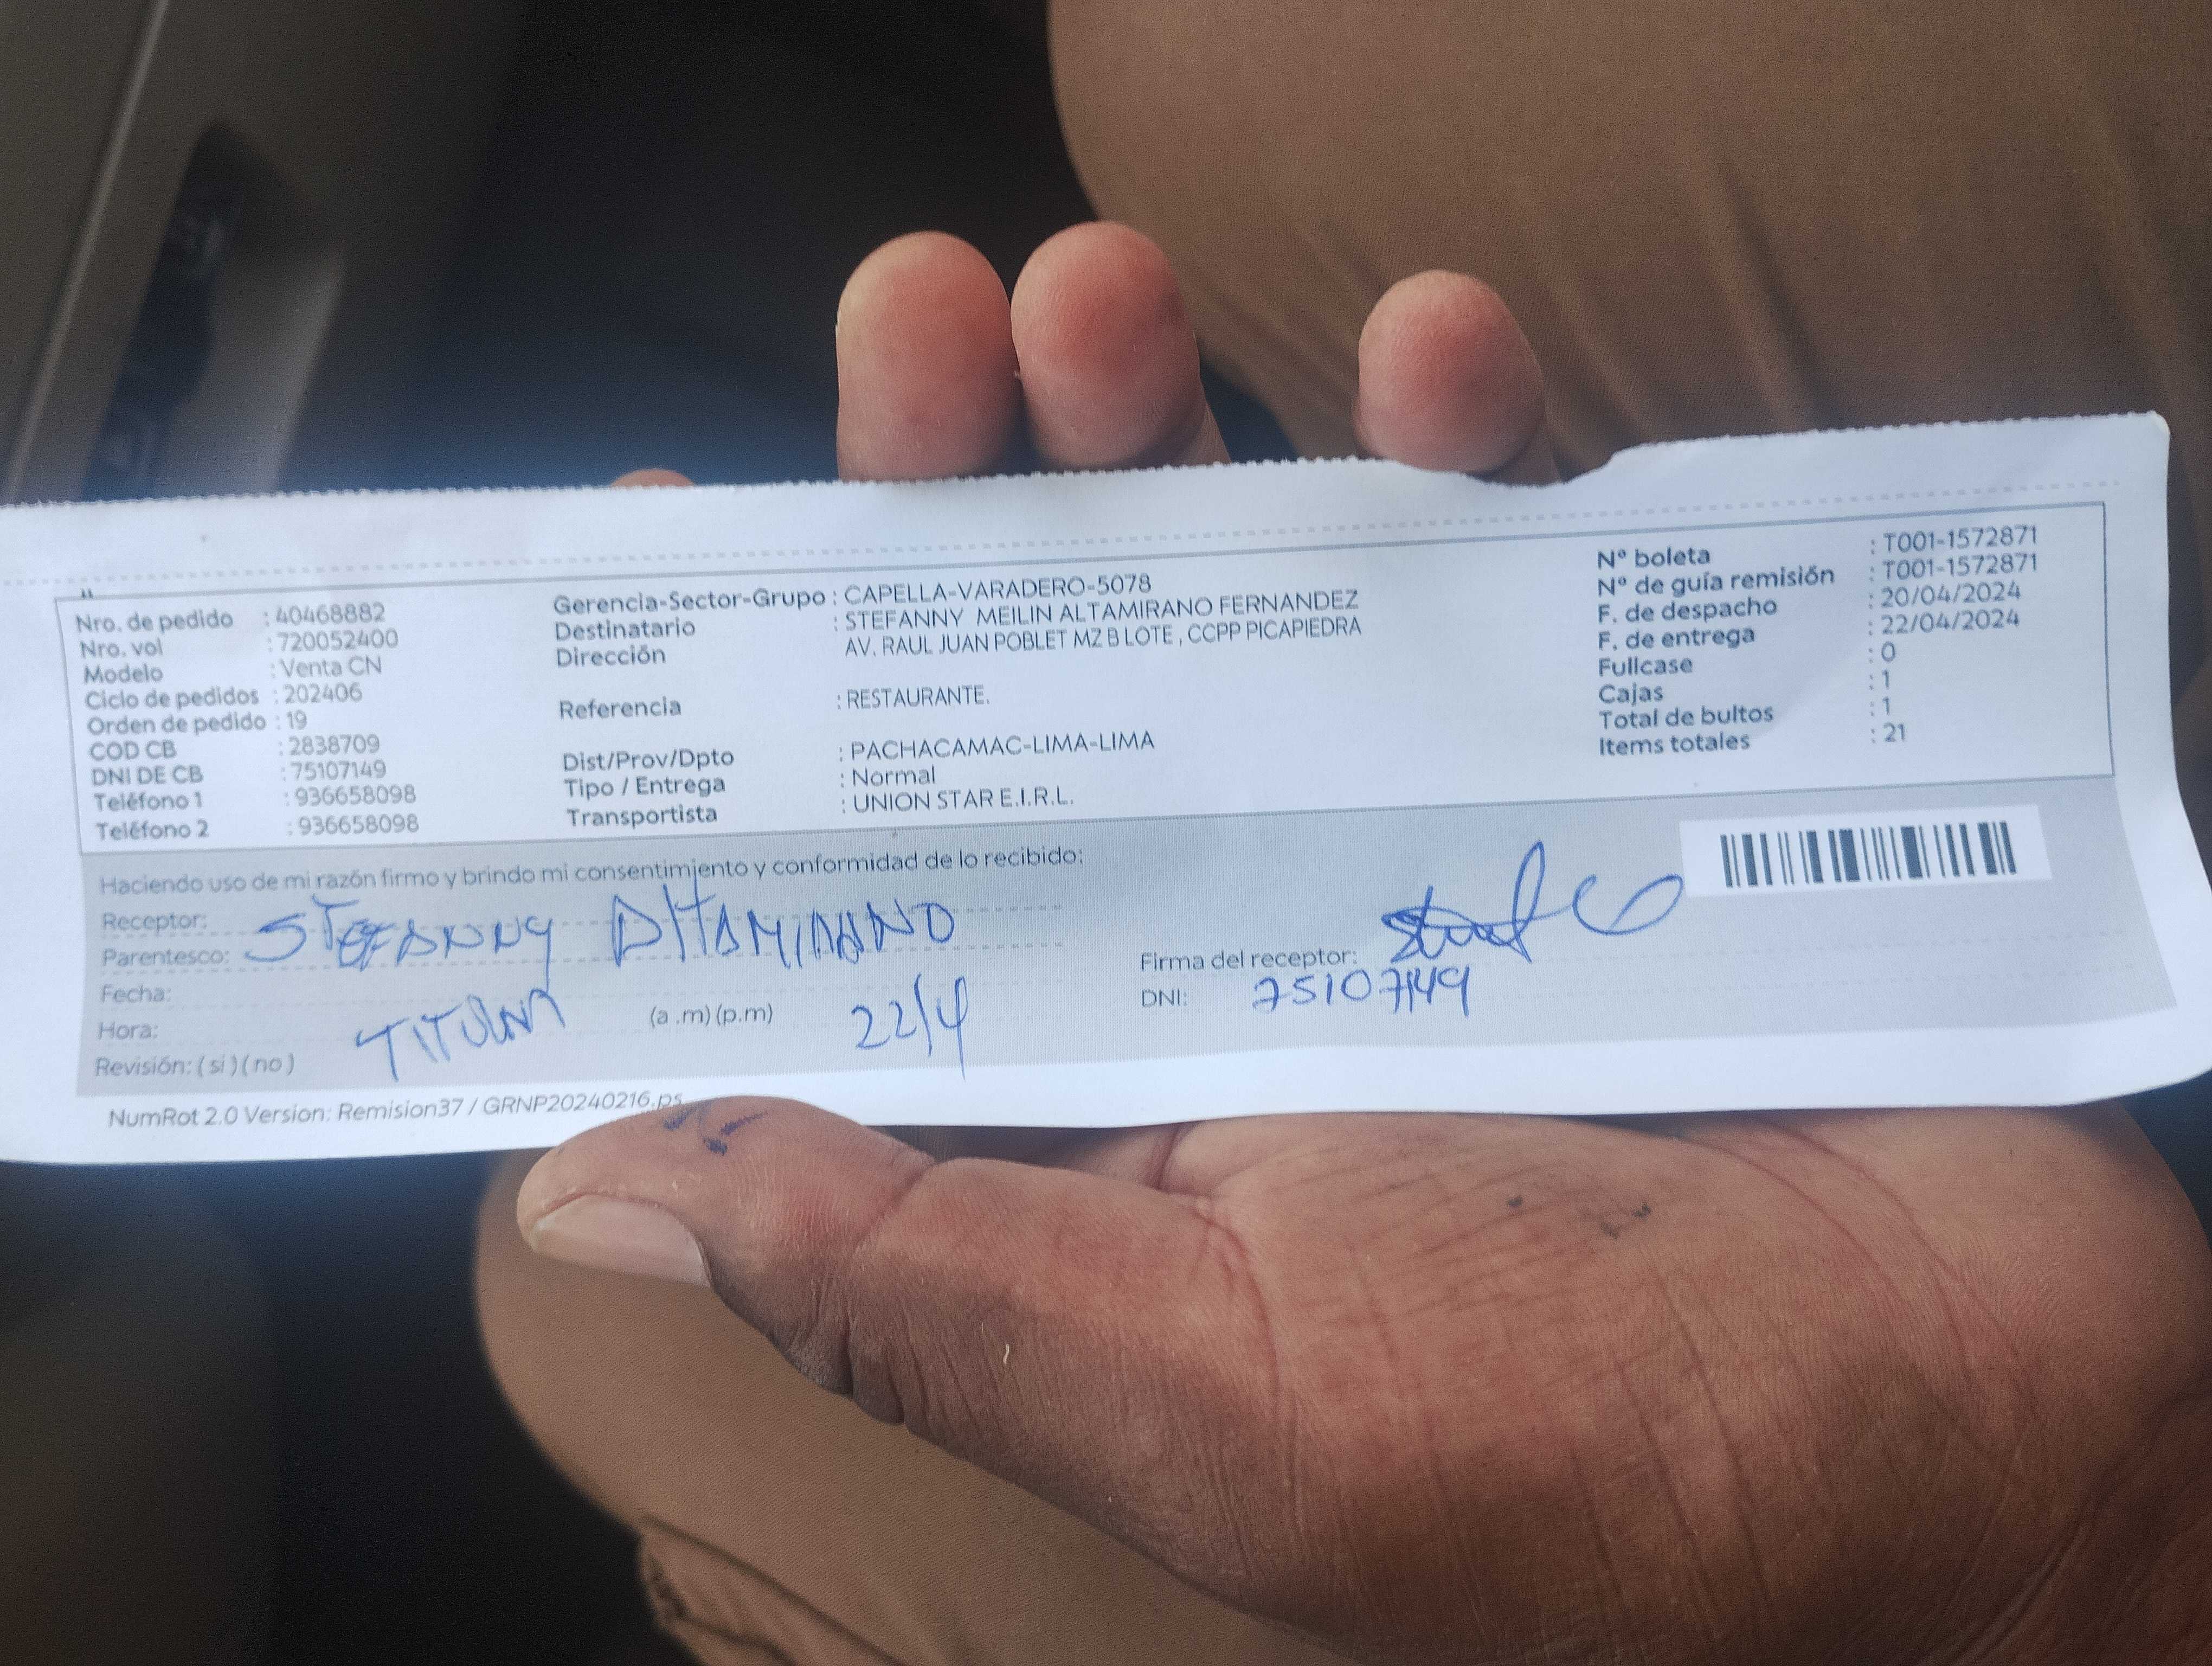 Nro. de pedido : 40468882
Nro. vol : 720052400
Modelo : Venta CN
Ciclo de pedidos : 202406
Orden de pedido : 19
COD CB : 2838709
DNI DE CB : 75107149
Teléfono 1 : 936658098
Teléfono 2 : 936658098
Gerencia-Sector-Grupo : CAPELLA-VARADERO-5078
Destinatario : STEFANNY MEILIN ALTAMIRANO FERNANDEZ
Dirección AV. RAUL JUAN POBLET MZ B LOTE , CCPP PICAPIEDRA
Referencia : RESTAURANTE.
Dist/Prov/Dpto : PACHACAMAC-LIMA-LIMA
Tipo / Entrega : Normal
Transportista : UNION STAR E.I.R.L.
Nº boleta : T001-1572871
Nº de guía remisión : T001-1572871
F. de despacho : 20/04/2024
F. de entrega : 22/04/2024
Fullcase : 0
Cajas : 1
Total de bultos : 1
Items totales : 21
Haciendo uso de mi razón firmo y brindo mi consentimiento y conformidad de lo recibido:
Receptor: STEFANNY ALTAMIRANO
Parentesco:
Fecha:
Hora: TITULAR (a .m) (p.m) 22/4
Revisión: ( si ) ( no )
Firma del receptor:
DNI: 75107149
NumRot 2.0 Version: Remision37 / GRNP20240216.ps